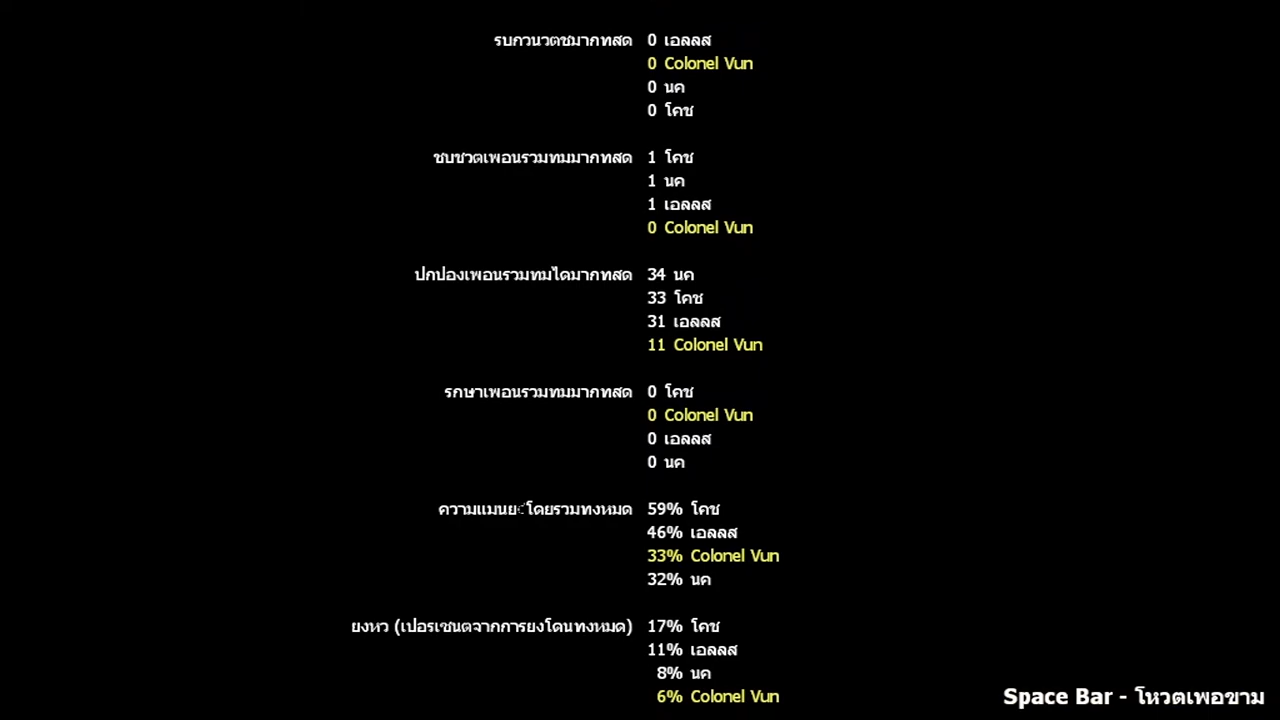 รบกวนวตชมากทสด 0 เอลลส
0 Colonel Vun
0 นค
0 โคช
ชบชวตเพอนรวมทมมากทสด 1 โคช
1 นค
1 เอลลส
0 Colonel Vun
ปกปองเพอนรวมทมไดมากทสด 34 นค
33 โคช
31 เอลลส
11 Colonel Vun
รกษาเพอนรวมทมมากทสด 0 โคช
0 Colonel Vun
0 เอลลส
0 นค
ความแมนย◌่โดยรวมทงหมด 59% โคช
46% เอลลส
33% Colonel Vun
32% นค
ยงหว (เปอรเซนตจากการยงโดนทงหมด) 17% โคช
11% เอลลส
8% นค
6% Colonel Vun
Space Bar - โหวตเพอขาม